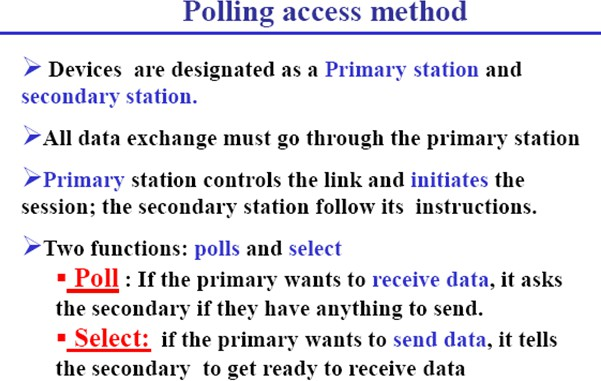 Polling access method
➢ Devices are designated as a Primary station and
secondary station.
➢All data exchange must go through the primary station
➢Primary station controls the link and initiates the
session; the secondary station follow its instructions.
➢Two functions: polls and select
▪ Poll : If the primary wants to receive data, it asks
the secondary if they have anything to send.
▪ Select: if the primary wants to send data, it tells
the secondary to get ready to receive data